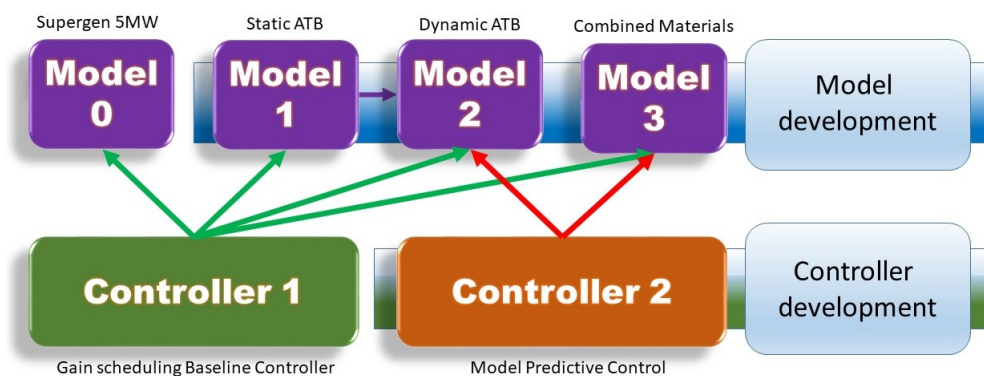 Supergen 5MW
Static ATB
Dynamic ATB
Combined Materials
Model
0
Model
1
Model
2
Model
3
Model
development
Controller 1
Controller 2
Controller
development
Gain scheduling Baseline Controller
Model Predictive Control